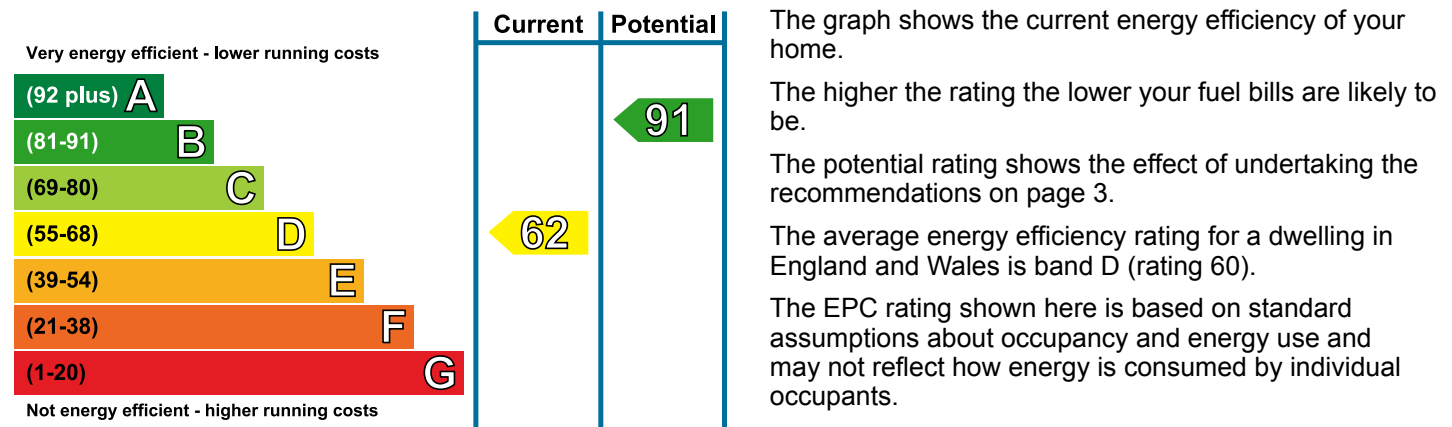 Current Potential
Very energy efficient - lower running costs
(92 plus) A
(81-91) B
(69-80) C
(55-68) D
(39-54) E
(21-38) F
(1-20) G
Not energy efficient - higher running costs
62
91
The graph shows the current energy efficiency of your
home.
The higher the rating the lower your fuel bills are likely to
be.
The potential rating shows the effect of undertaking the
recommendations on page 3.
The average energy efficiency rating for a dwelling in
England and Wales is band D (rating 60).
The EPC rating shown here is based on standard
assumptions about occupancy and energy use and
may not reflect how energy is consumed by individual
occupants.